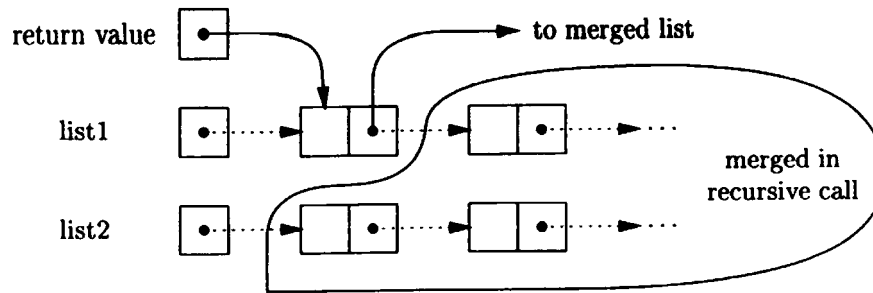 return value
to merged list
list1
merged in
recursive call
list2